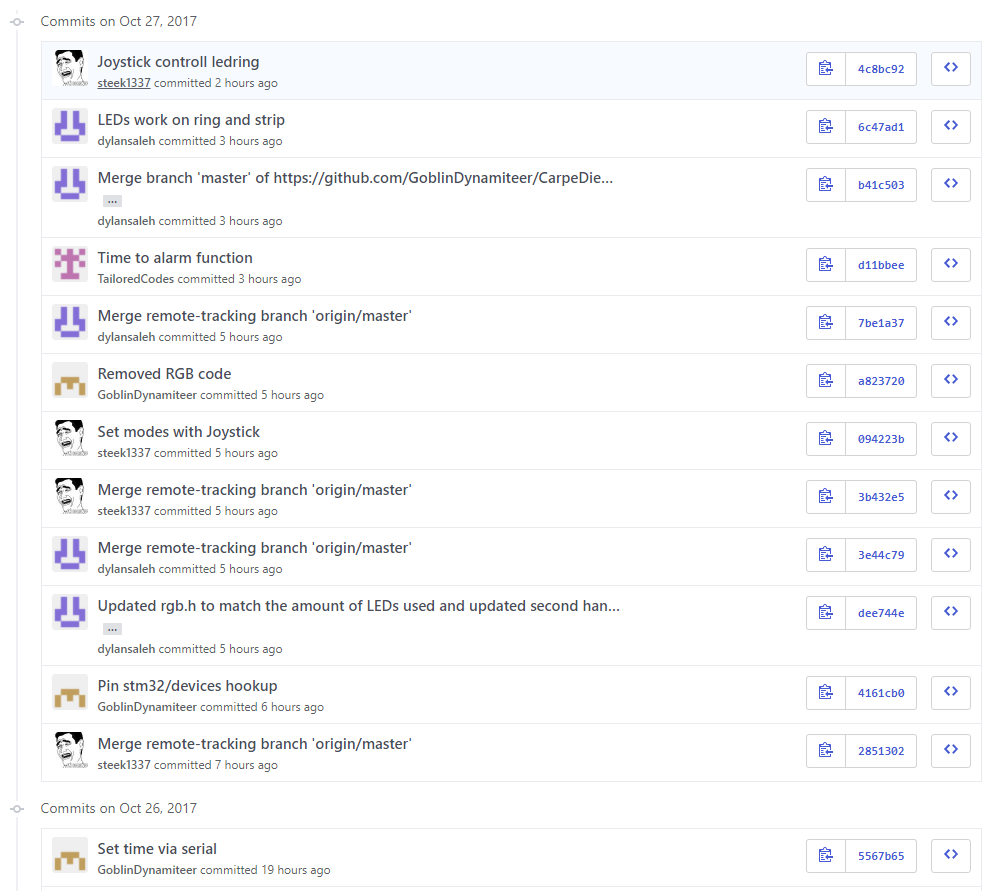 Commits on Oct 27, 2017
Joystick controll ledring
steek1337 committed 2 hours ago
4c8bc92
LEDs work on ring and strip
dylansaleh committed 3 hours ago
6c47ad1
Merge branch 'master' of https://github.com/GoblinDynamiteer/CarpeDie...
...
dylansaleh committed 3 hours ago
b41c503
Time to alarm function
TailoredCodes committed 3 hours ago
d11bbee
Merge remote-tracking branch 'origin/master'
dylansaleh committed 5 hours ago
7be1a37
Removed RGB code
GoblinDynamiteer committed 5 hours ago
a823720
Set modes with Joystick
steek1337 committed 5 hours ago
094223b
Merge remote-tracking branch 'origin/master'
steek1337 committed 5 hours ago
3b432e5
Merge remote-tracking branch 'origin/master'
dylansaleh committed 5 hours ago
3e44c79
Updated rgb.h to match the amount of LEDs used and updated second han...
...
dylansaleh committed 5 hours ago
dee744e
Pin stm32/devices hookup
GoblinDynamiteer committed 6 hours ago
4161cb0
Merge remote-tracking branch 'origin/master'
steek1337 committed 7 hours ago
2851302
Commits on Oct 26, 2017
Set time via serial
GoblinDynamiteer committed 19 hours ago
5567b65